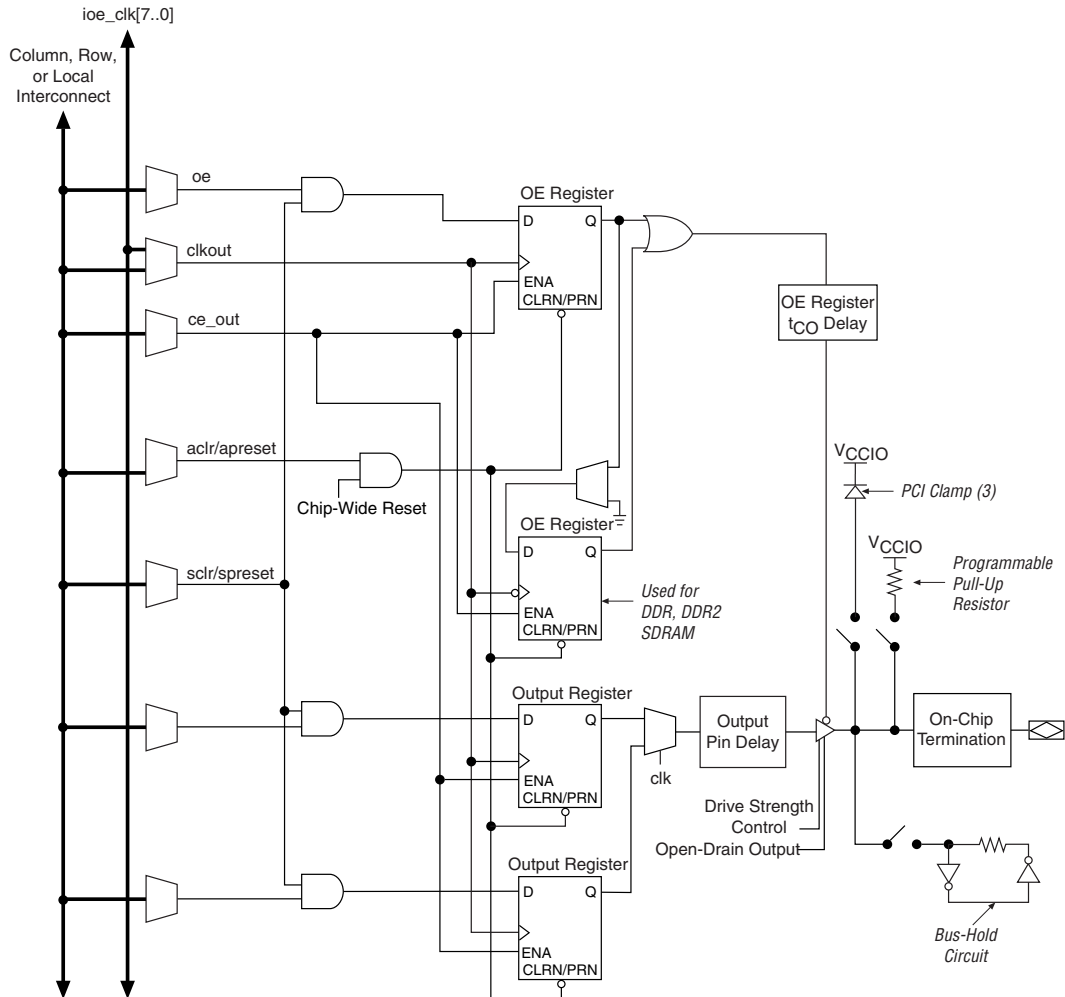 ioe_clk[7..0]
Column, Row,
or Local
Interconnect
oe
OE Register
D
Q
clkout
ENA
CLRN/PRN
OE Register
tCO Delay
ce_out
aclr/apreset
Chip-Wide Reset
VCCIO
PCI Clamp (3)
OE Register
D
Q
VCCIO
Programmable
Pull-Up
Resistor
sclr/spreset
Used for
DDR, DDR2
SDRAM
ENA
CLRN/PRN
Output Register
D
Q
Output
Pin Delay
On-Chip
Termination
clk
ENA
CLRN/PRN
Drive Strength
Control
Open-Drain Output
Output Register
D
Q
ENA
CLRN/PRN
Bus-Hold
Circuit